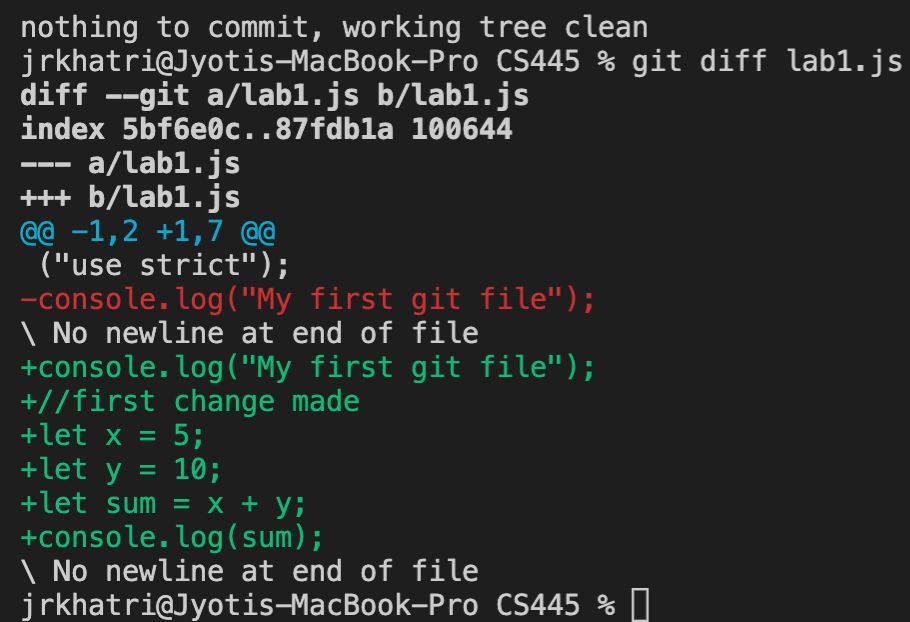 nothing to commit, working tree clean
jrkhatri@Jyotis-MacBook-Pro CS445 % git diff lab1.js
diff --git a/lab1.js b/lab1.js
index 5bf6e0c..87fdb1a 100644
--- a/lab1.js
+++ b/lab1.js
@@ -1,2 +1,7 @@
 ("use strict");
-console.log("My first git file");
\ No newline at end of file
+console.log("My first git file");
+//first change made
+let x = 5;
+let y = 10;
+let sum = x + y;
+console.log(sum);
\ No newline at end of file
jrkhatri@Jyotis-MacBook-Pro CS445 %